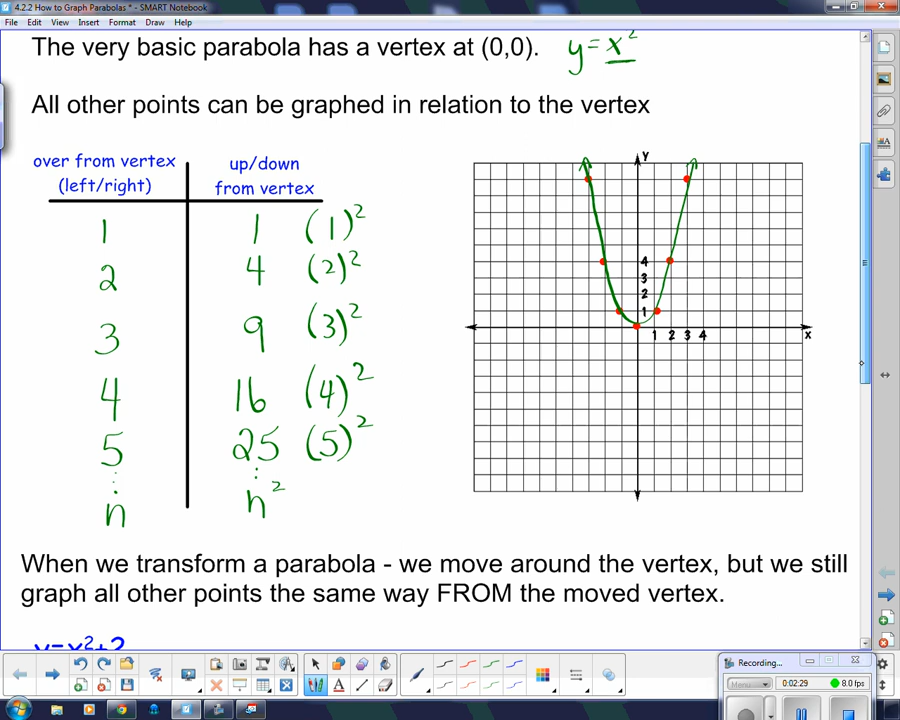 4.2.2 How to Graph Parabolas * - SMART Notebook
File Edit View Insert Format Draw Help
The very basic parabola has a vertex at (0,0). y=x²
All other points can be graphed in relation to the vertex
over from vertex
(left/right)
up/down
from vertex
1 1 (1)²
2 4 (2)²
3 9 (3)²
4 16 (4)²
5 25 (5)²
⋮ ⋮
n n²
Y
4
3
2
1
1 2 3 4
X
When we transform a parabola - we move around the vertex, but we still
graph all other points the same way FROM the moved vertex.
y=x²+2
Recording...
Menu 0:02:29 8.0 fps